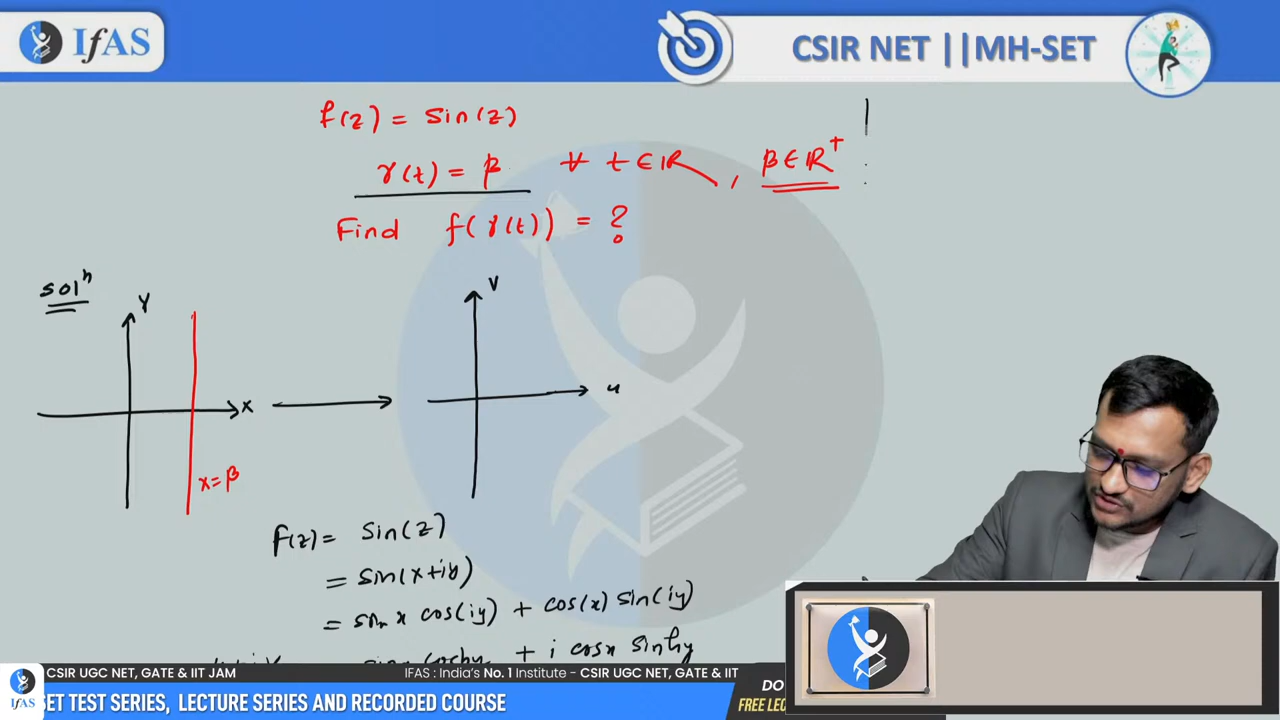 IfAS
CSIR NET ||MH-SET
f(z) = sin(z)
γ(t) = β ∀ t ∈ ℝ, β ∈ ℝ⁺
Find f(γ(t)) = ?
solⁿ
Y
V
X
u
x = β
f(z) = sin(z)
= sin(x+iy)
= sin x cos(iy) + cos(x) sin(iy)
+ i cosx sinhy
CSIR UGC NET, GATE & IIT JAM
IFAS : India's No. 1 Institute - CSIR UGC NET, GATE & IIT
IfAS
SET TEST SERIES, LECTURE SERIES AND RECORDED COURSE
DO
FREE LEC